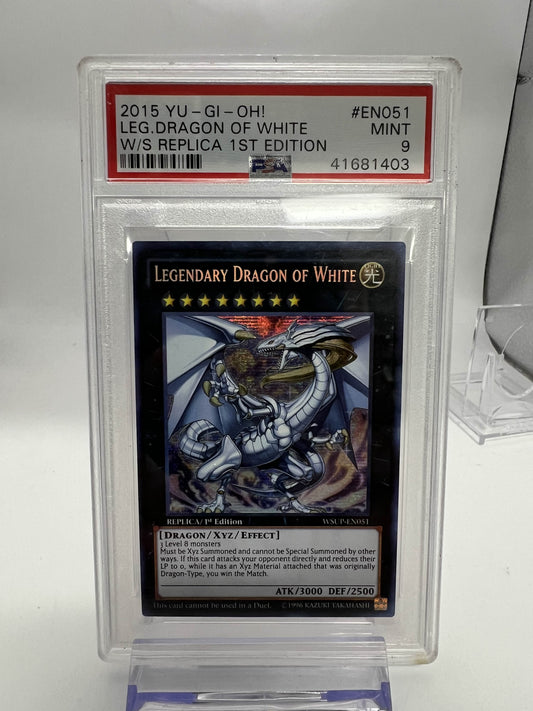 2015 YU-GI-OH! #EN051
LEG.DRAGON OF WHITE MINT
W/S REPLICA 1ST EDITION 9
41681403
LEGENDARY DRAGON OF WHITE
LIGHT
光
REPLICA/1st Edition WSUP-EN051
[DRAGON/XYZ/EFFECT]
3 Level 8 monsters
Must be Xyz Summoned and cannot be Special Summoned by other
ways. If this card attacks your opponent directly and reduces their
LP to 0, while it has an Xyz Material attached that was originally
Dragon-Type, you win the Match.
ATK/3000 DEF/2500
This card cannot be used in a Duel. ©1996 KAZUKI TAKAHASHI